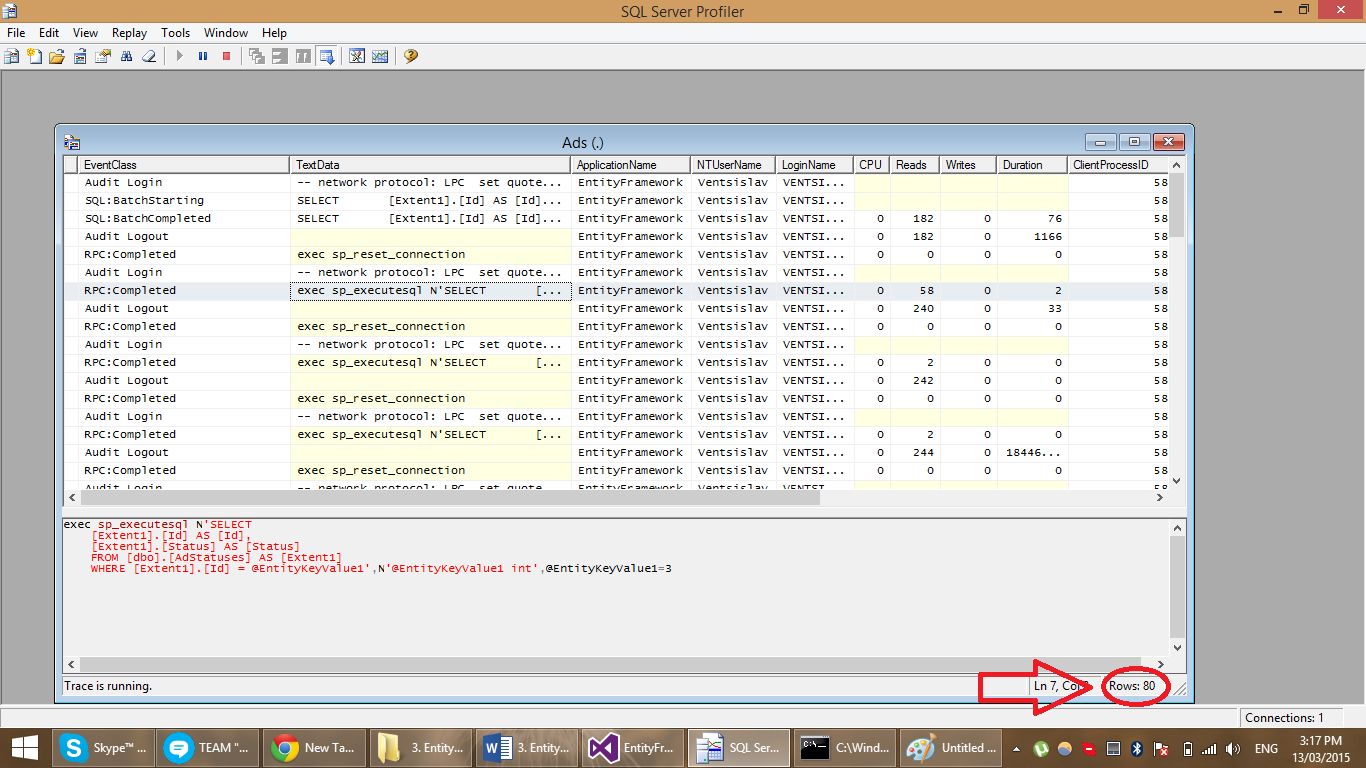 SQL Server Profiler
File Edit View Replay Tools Window Help
Ads (.)
EventClass TextData ApplicationName NTUserName LoginName CPU Reads Writes Duration ClientProcessID
Audit Login -- network protocol: LPC set quote... EntityFramework Ventsislav VENTSI... 58
SQL:BatchStarting SELECT [Extent1].[Id] AS [Id]... EntityFramework Ventsislav VENTSI... 58
SQL:BatchCompleted SELECT [Extent1].[Id] AS [Id]... EntityFramework Ventsislav VENTSI... 0 182 0 76 58
Audit Logout EntityFramework Ventsislav VENTSI... 0 182 0 1166 58
RPC:Completed exec sp_reset_connection EntityFramework Ventsislav VENTSI... 0 0 0 0 58
Audit Login -- network protocol: LPC set quote... EntityFramework Ventsislav VENTSI... 58
RPC:Completed exec sp_executesql N'SELECT [... EntityFramework Ventsislav VENTSI... 0 58 0 2 58
Audit Logout EntityFramework Ventsislav VENTSI... 0 240 0 33 58
RPC:Completed exec sp_reset_connection EntityFramework Ventsislav VENTSI... 0 0 0 0 58
Audit Login -- network protocol: LPC set quote... EntityFramework Ventsislav VENTSI... 58
RPC:Completed exec sp_executesql N'SELECT [... EntityFramework Ventsislav VENTSI... 0 2 0 0 58
Audit Logout EntityFramework Ventsislav VENTSI... 0 242 0 0 58
RPC:Completed exec sp_reset_connection EntityFramework Ventsislav VENTSI... 0 0 0 0 58
Audit Login -- network protocol: LPC set quote... EntityFramework Ventsislav VENTSI... 58
RPC:Completed exec sp_executesql N'SELECT [... EntityFramework Ventsislav VENTSI... 0 2 0 0 58
Audit Logout EntityFramework Ventsislav VENTSI... 0 244 0 18446... 58
RPC:Completed exec sp_reset_connection EntityFramework Ventsislav VENTSI... 0 0 0 0 58
Audit Login -- network protocol: LPC set quote EntityFramework Ventsislav VENTSI 58
exec sp_executesql N'SELECT
[Extent1].[Id] AS [Id],
[Extent1].[Status] AS [Status]
FROM [dbo].[AdStatuses] AS [Extent1]
WHERE [Extent1].[Id] = @EntityKeyValue1',N'@EntityKeyValue1 int',@EntityKeyValue1=3
Trace is running. Ln 7, Rows: 80
Connections: 1
Skype™ ... TEAM "... New Ta... 3. Entity... 3. Entity... EntityFr... SQL Ser... C:\Wind... Untitled ... ENG 3:17 PM
13/03/2015